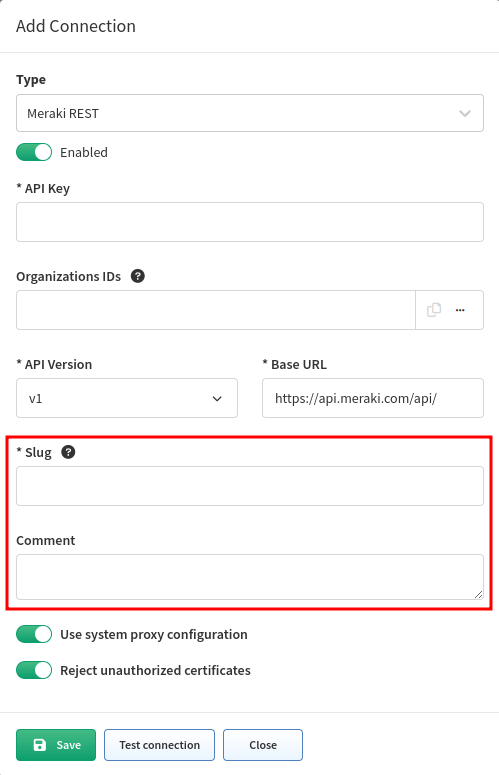 Add Connection
Type
Meraki REST
Enabled
* API Key
Organizations IDs ?
...
* API Version * Base URL
v1 https://api.meraki.com/api/
* Slug ?
Comment
Use system proxy configuration
Reject unauthorized certificates
Save Test connection Close